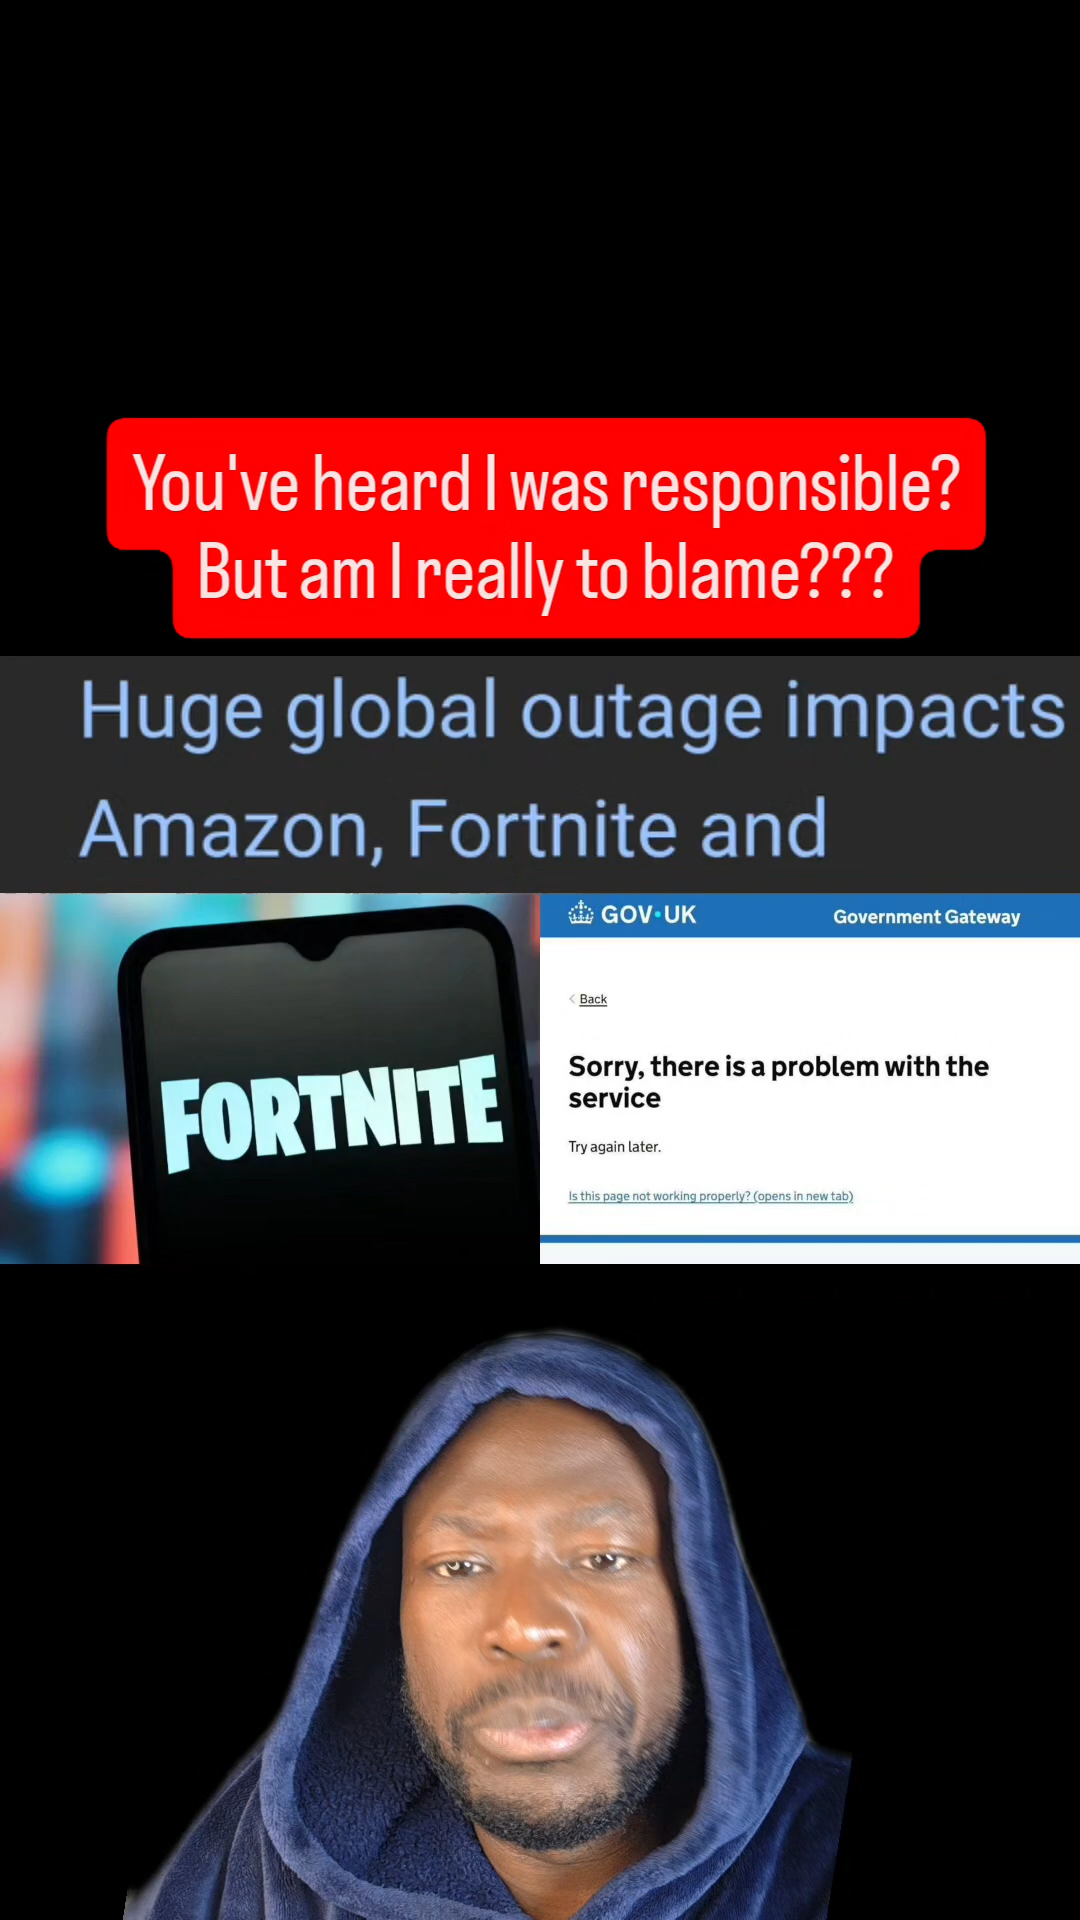 You've heard I was responsible?
But am I really to blame???
Huge global outage impacts
Amazon, Fortnite and
FORTNITE
GOV·UK
Government Gateway
Back
Sorry, there is a problem with the
service
Try again later.
Is this page not working properly? (opens in new tab)